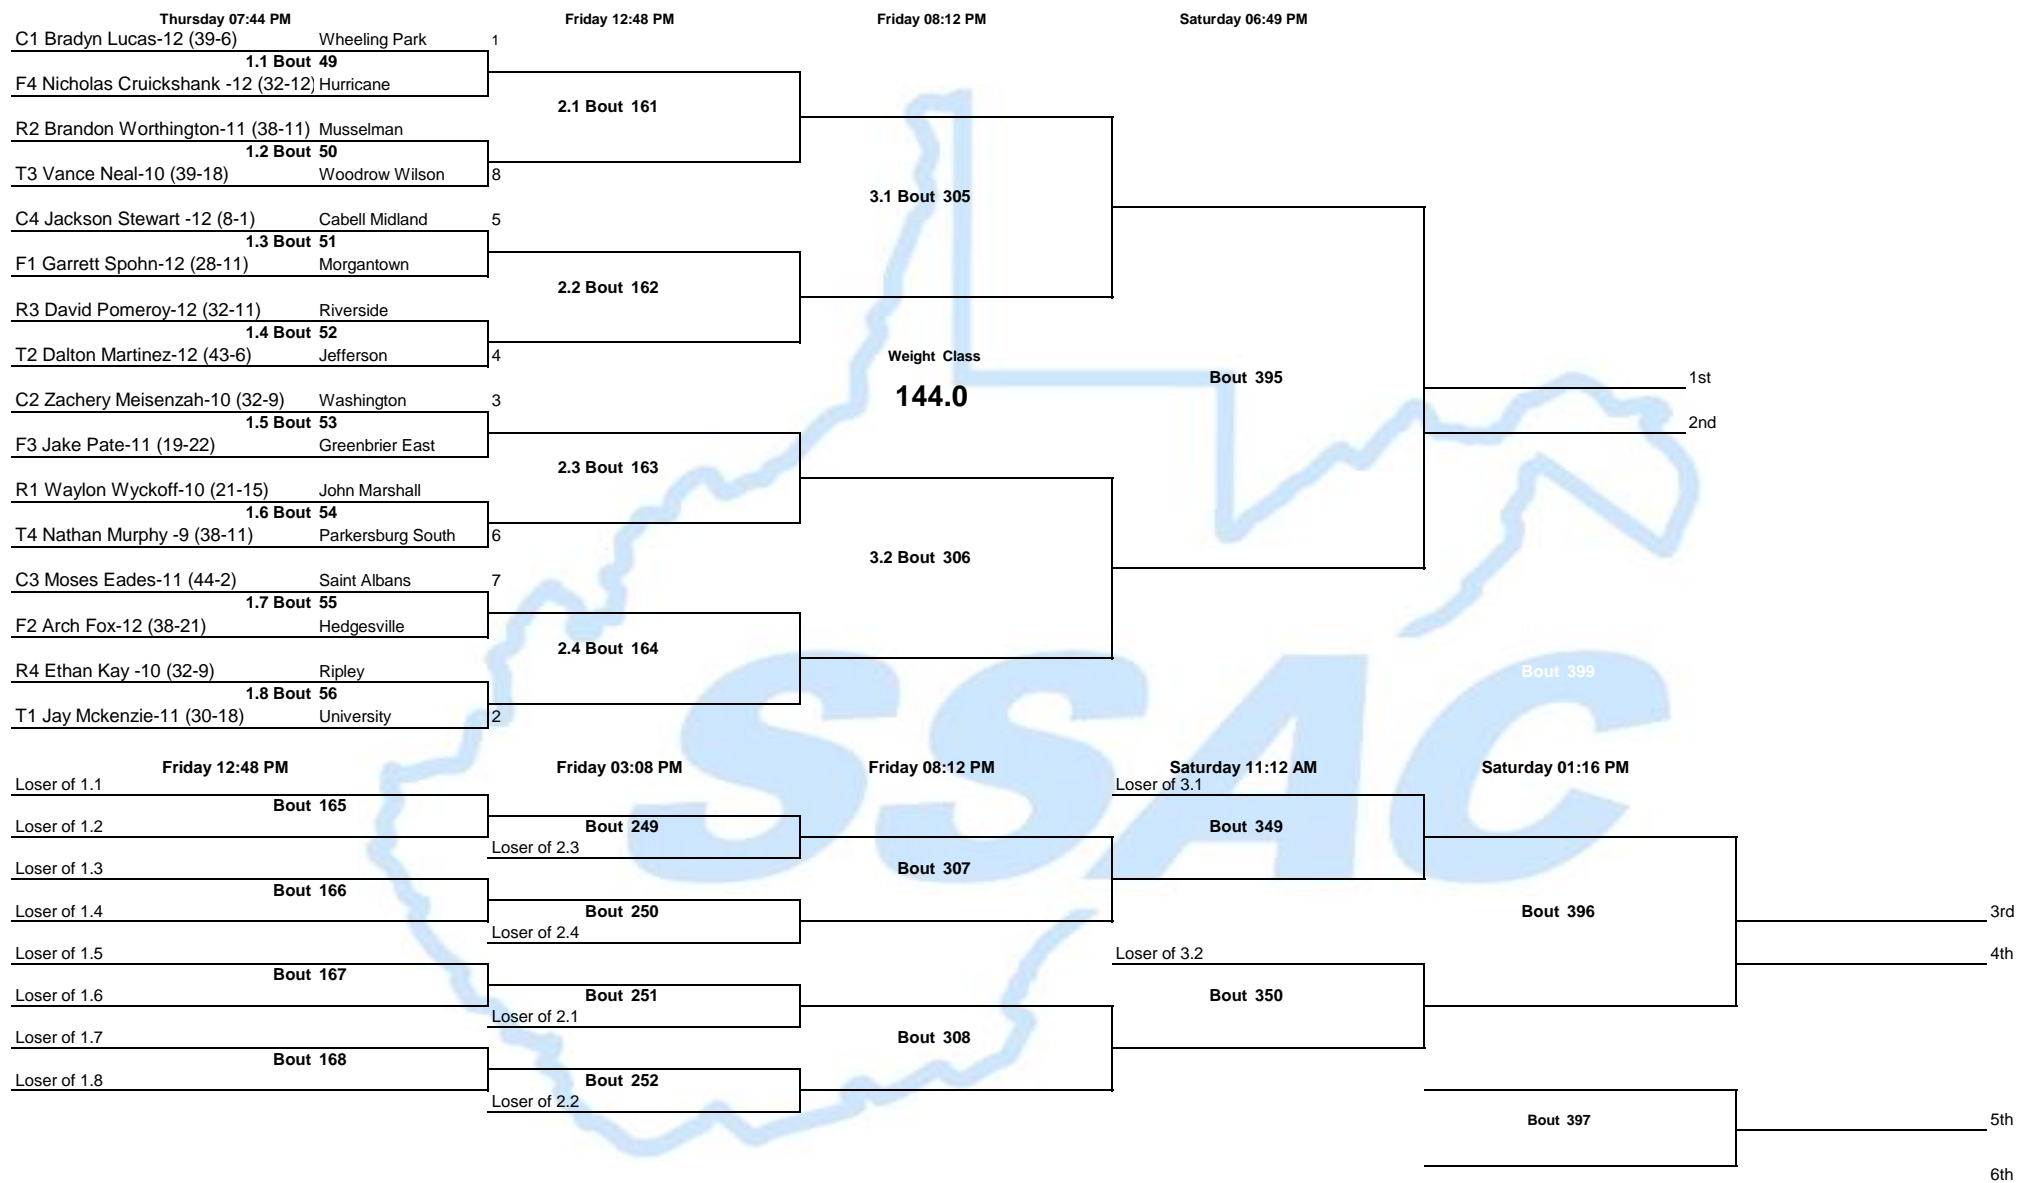 Thursday 07:44 PM Friday 12:48 PM Friday 08:12 PM Saturday 06:49 PM
C1 Bradyn Lucas-12 (39-6) Wheeling Park 1
1.1 Bout 49
F4 Nicholas Cruickshank -12 (32-12) Hurricane
2.1 Bout 161
R2 Brandon Worthington-11 (38-11) Musselman
1.2 Bout 50
T3 Vance Neal-10 (39-18) Woodrow Wilson 8
3.1 Bout 305
C4 Jackson Stewart -12 (8-1) Cabell Midland 5
1.3 Bout 51
F1 Garrett Spohn-12 (28-11) Morgantown
2.2 Bout 162
R3 David Pomeroy-12 (32-11) Riverside
1.4 Bout 52
T2 Dalton Martinez-12 (43-6) Jefferson 4
Weight Class
144.0
Bout 395
1st
2nd
C2 Zachery Meisenzah-10 (32-9) Washington 3
1.5 Bout 53
F3 Jake Pate-11 (19-22) Greenbrier East
2.3 Bout 163
R1 Waylon Wyckoff-10 (21-15) John Marshall
1.6 Bout 54
T4 Nathan Murphy -9 (38-11) Parkersburg South 6
3.2 Bout 306
C3 Moses Eades-11 (44-2) Saint Albans 7
1.7 Bout 55
F2 Arch Fox-12 (38-21) Hedgesville
2.4 Bout 164
R4 Ethan Kay -10 (32-9) Ripley
Bout 399
1.8 Bout 56
T1 Jay Mckenzie-11 (30-18) University 2
SSAC
Friday 12:48 PM Friday 03:08 PM Friday 08:12 PM Saturday 11:12 AM Saturday 01:16 PM
Loser of 1.1 Loser of 3.1
Bout 165
Loser of 1.2 Bout 249 Bout 349
Loser of 2.3
Loser of 1.3 Bout 307
Bout 166
Loser of 1.4 Bout 250 Bout 396 3rd
Loser of 2.4
Loser of 1.5 Loser of 3.2 4th
Bout 167
Loser of 1.6 Bout 251 Bout 350
Loser of 2.1
Loser of 1.7 Bout 308
Bout 168
Loser of 1.8 Bout 252
Loser of 2.2
Bout 397 5th
6th